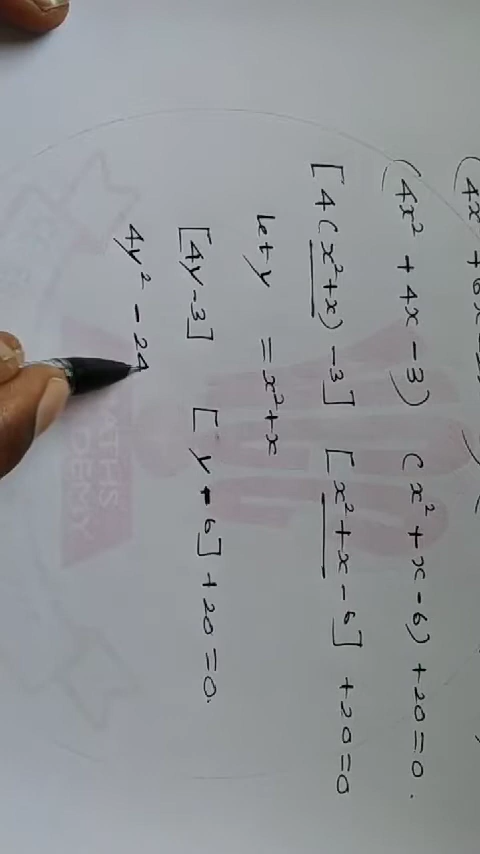 (4x² + 4x - 3) (x² + x - 6) + 20 = 0.
[4(x² + x) - 3] [x² + x - 6] + 20 = 0
let y = x² + x
[4y - 3] [y - 6] + 20 = 0.
4y² - 24